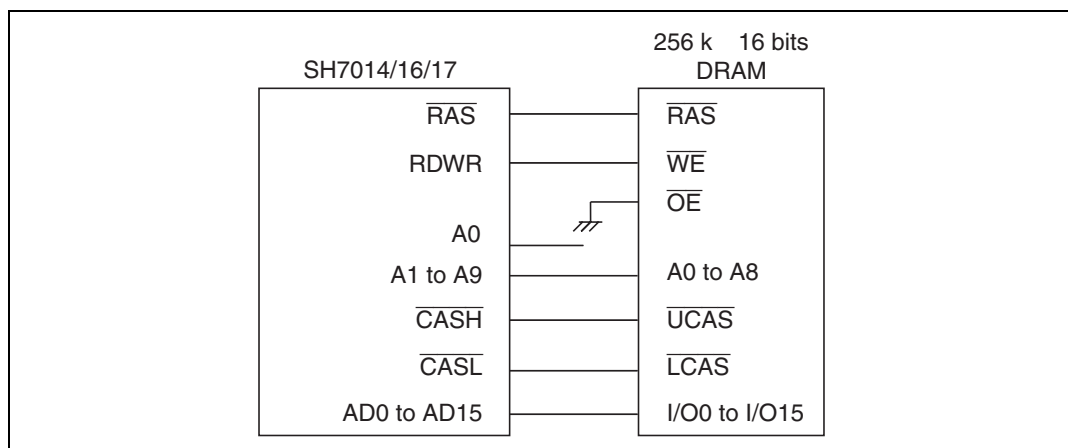 256 k 16 bits
SH7014/16/17 DRAM
RAS RAS
RDWR WE
OE
A0
A1 to A9 A0 to A8
CASH UCAS
CASL LCAS
AD0 to AD15 I/O0 to I/O15